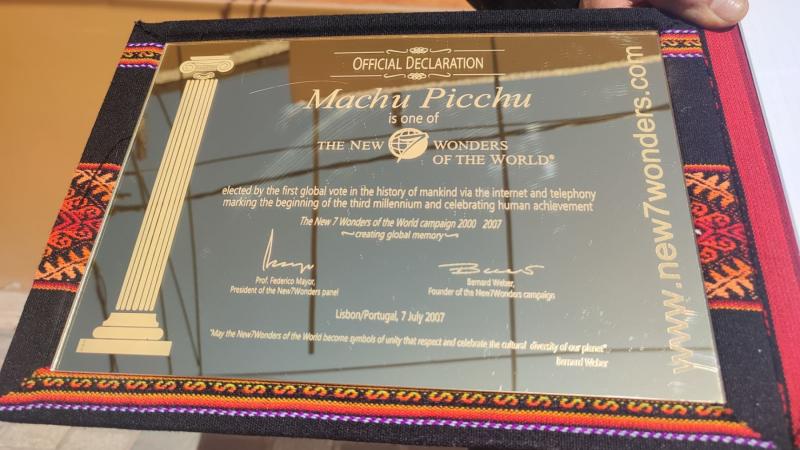 OFFICIAL DECLARATION
Machu Picchu
is one of
THE NEW WONDERS
OF THE WORLD®
elected by the first global vote in the history of mankind via the internet and telephony
marking the beginning of the third millennium and celebrating human achievement
The New 7 Wonders of the World campaign 2000 2007
~creating global memory~
Prof. Federico Mayor,
President of the New7Wonders panel
Bernard Weber,
Founder of the New7Wonders campaign
Lisbon/Portugal, 7 July 2007
"May the New7Wonders of the World become symbols of unity that respect and celebrate the cultural diversity of our planet"
Bernard Weber
www.new7wonders.com